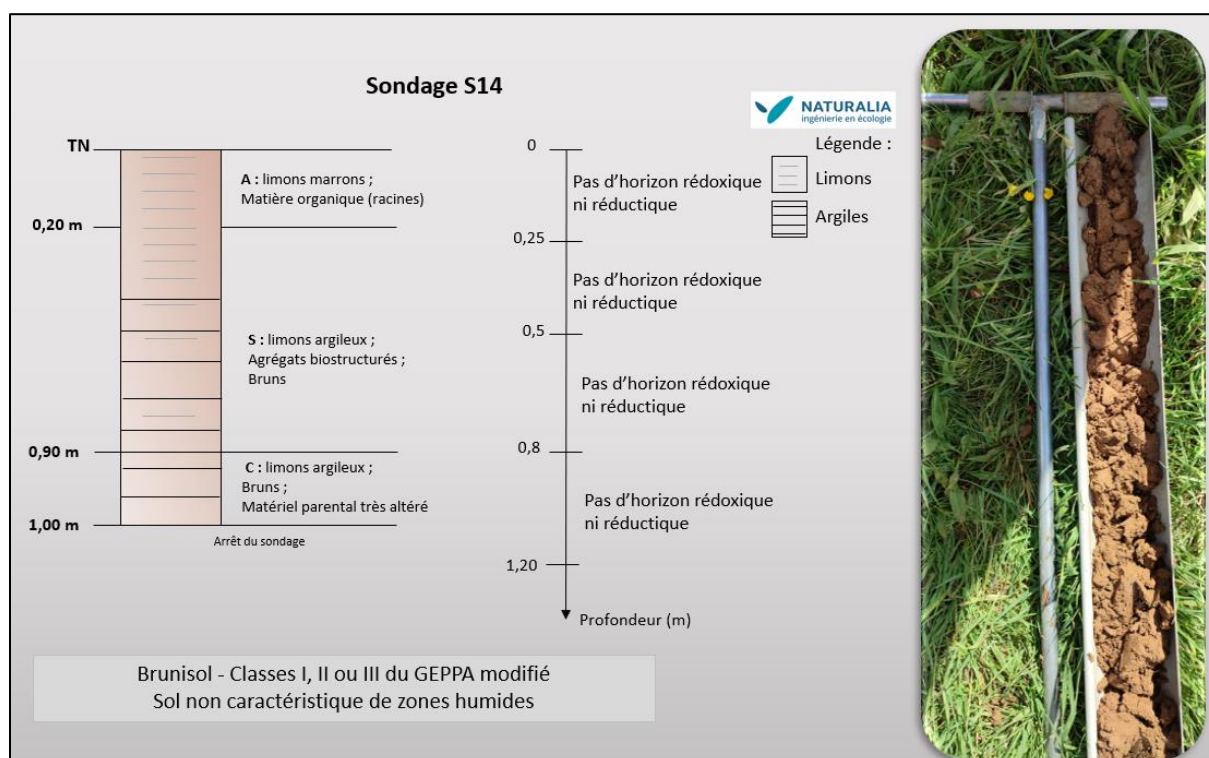 Sondage S14
NATURALIA
ingénierie en écologie
Légende :
Limons
Argiles
TN
0,20 m
0,90 m
1,00 m
A : limons marrons ;
Matière organique (racines)
S : limons argileux ;
Agrégats biostructurés ;
Bruns
C : limons argileux ;
Bruns ;
Matériel parental très altéré
Arrêt du sondage
0
Pas d'horizon rédoxique
ni réductique
0,25
Pas d'horizon rédoxique
ni réductique
0,5
Pas d'horizon rédoxique
ni réductique
0,8
Pas d'horizon rédoxique
ni réductique
1,20
Profondeur (m)
Brunisol - Classes I, II ou III du GEPPA modifié
Sol non caractéristique de zones humides